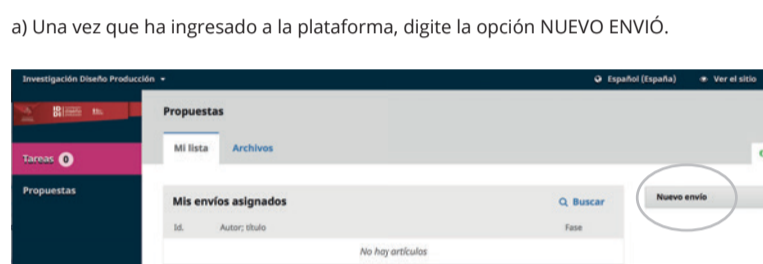 a) Una vez que ha ingresado a la plataforma, digite la opción NUEVO ENVIÓ.
Investigación Diseño Producción
Español (España) Ver el sitio
Propuestas
Mi lista Archivos
Tareas 0
Propuestas
Mis envíos asignados Buscar
Nuevo envío
Id. Autor; título Fase
No hay artículos